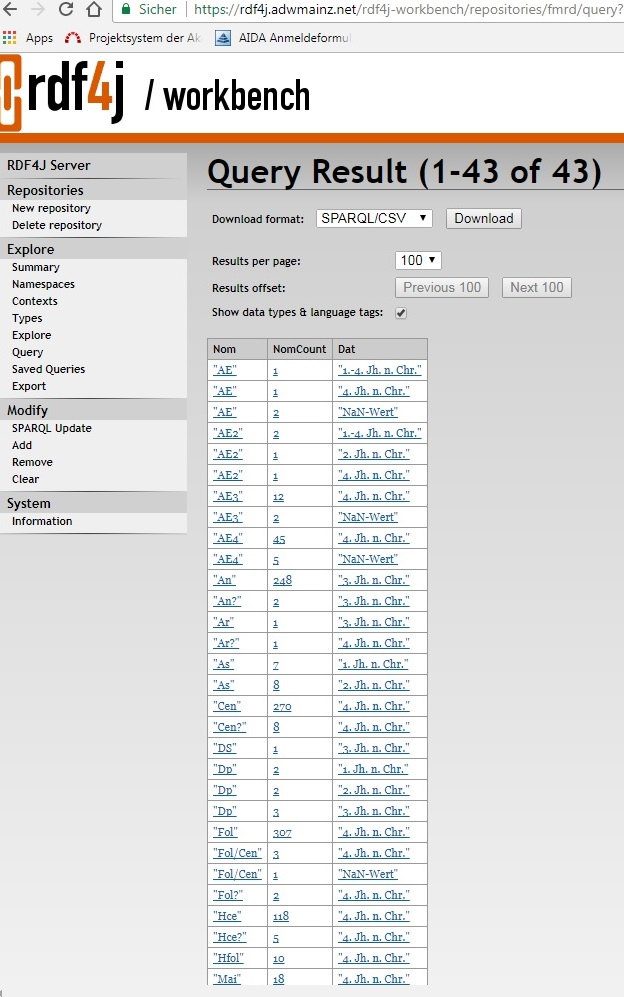 Sicher https://rdf4j.adwmainz.net/rdf4j-workbench/repositories/fmrd/query?
Apps Projektsystem der Ak AIDA Anmeldeformul
rdf4j / workbench
RDF4J Server
Repositories
New repository
Delete repository
Explore
Summary
Namespaces
Contexts
Types
Explore
Query
Saved Queries
Export
Modify
SPARQL Update
Add
Remove
Clear
System
Information
Query Result (1-43 of 43)
Download format: SPARQL/CSV Download
Results per page: 100
Results offset: Previous 100 Next 100
Show data types & language tags:
Nom NomCount Dat
"AE" 1 "1.-4. Jh. n. Chr."
"AE" 1 "4. Jh. n. Chr."
"AE" 2 "NaN-Wert"
"AE2" 2 "1.-4. Jh. n. Chr."
"AE2" 1 "2. Jh. n. Chr."
"AE2" 1 "4. Jh. n. Chr."
"AE3" 12 "4. Jh. n. Chr."
"AE3" 2 "NaN-Wert"
"AE4" 45 "4. Jh. n. Chr."
"AE4" 5 "NaN-Wert"
"An" 248 "3. Jh. n. Chr."
"An?" 2 "3. Jh. n. Chr."
"Ar" 1 "3. Jh. n. Chr."
"Ar?" 1 "4. Jh. n. Chr."
"As" 7 "1. Jh. n. Chr."
"As" 8 "2. Jh. n. Chr."
"Cen" 270 "4. Jh. n. Chr."
"Cen?" 8 "4. Jh. n. Chr."
"DS" 1 "3. Jh. n. Chr."
"Dp" 2 "1. Jh. n. Chr."
"Dp" 2 "2. Jh. n. Chr."
"Dp" 3 "3. Jh. n. Chr."
"Fol" 307 "4. Jh. n. Chr."
"Fol/Cen" 3 "4. Jh. n. Chr."
"Fol/Cen" 1 "NaN-Wert"
"Fol?" 2 "4. Jh. n. Chr."
"Hce" 118 "4. Jh. n. Chr."
"Hce?" 5 "4. Jh. n. Chr."
"Hfol" 10 "4. Jh. n. Chr."
"Mai" 18 "4. Jh. n. Chr."